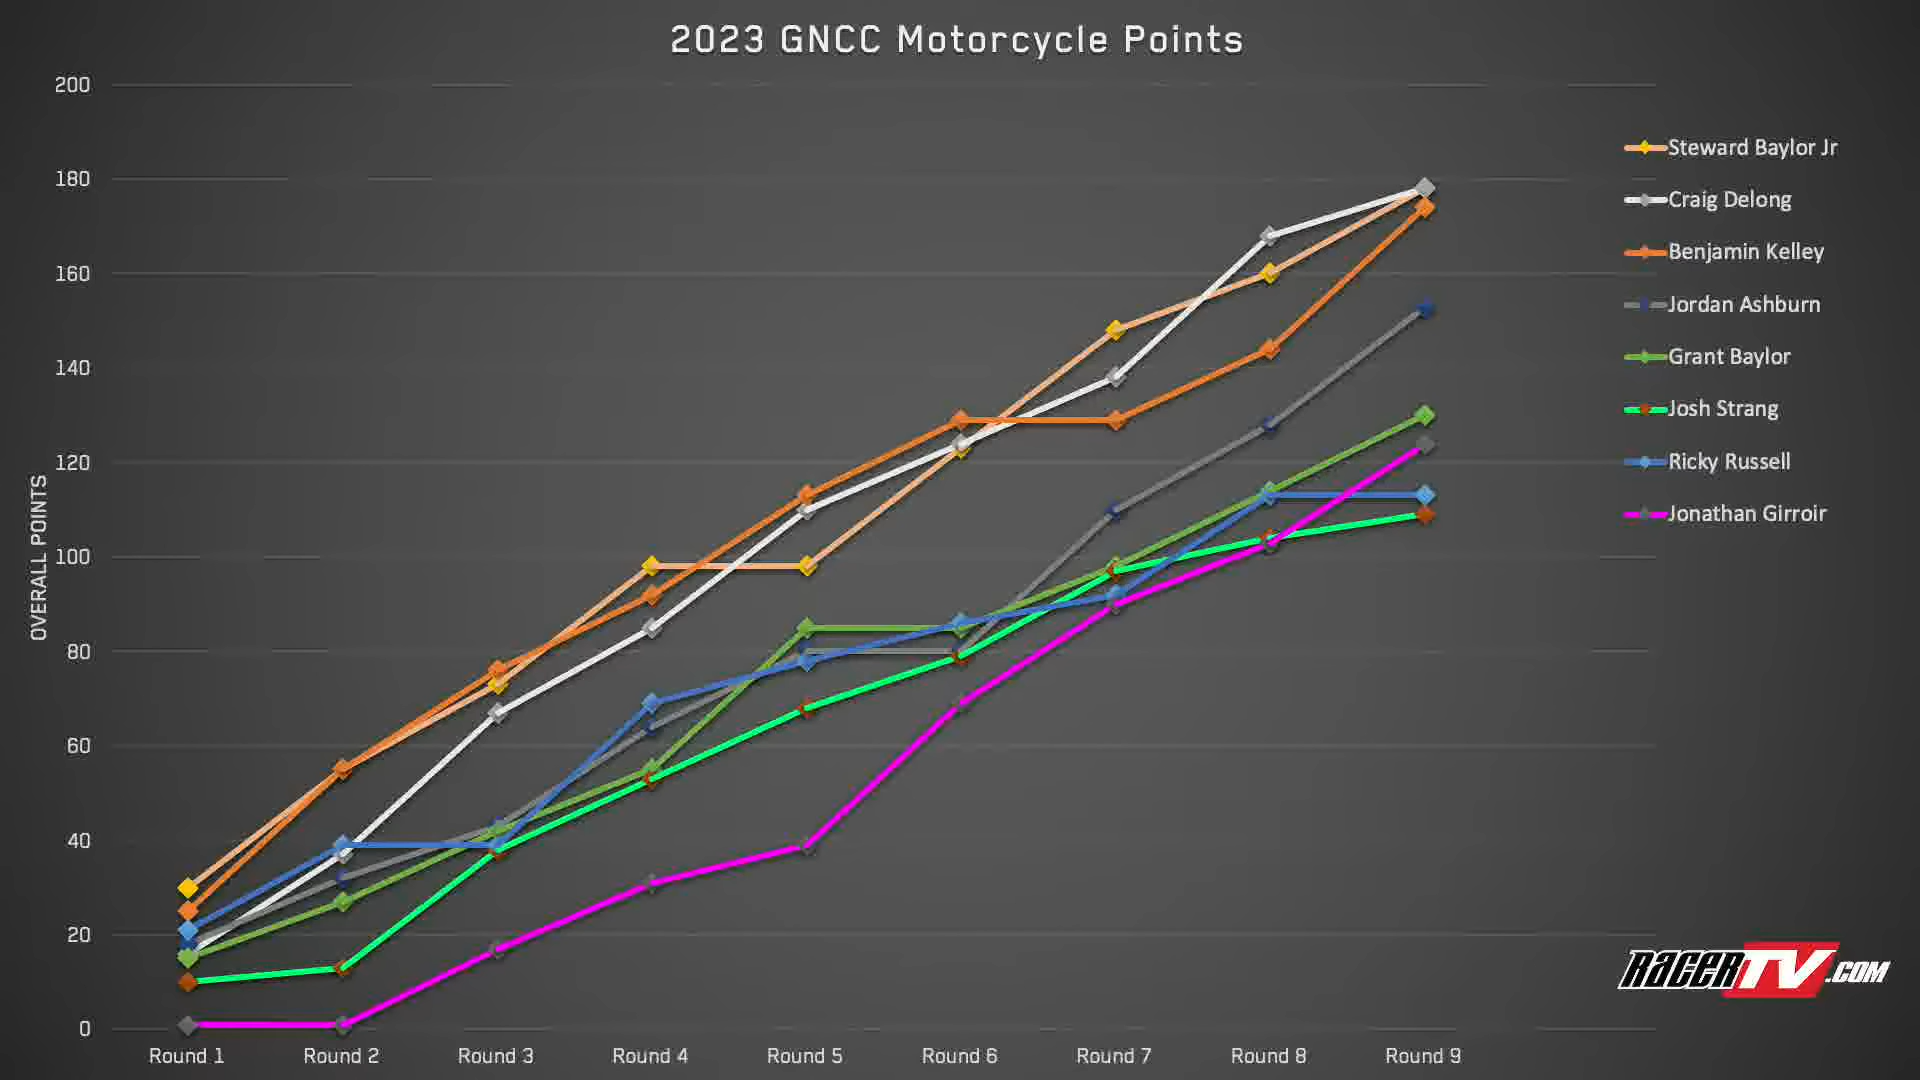 2023 GNCC Motorcycle Points
200
180
160
140
120
100
80
60
40
20
0
OVERALL POINTS
Round 1
Round 2
Round 3
Round 4
Round 5
Round 6
Round 7
Round 8
Round 9
Steward Baylor Jr
Craig Delong
Benjamin Kelley
Jordan Ashburn
Grant Baylor
Josh Strang
Ricky Russell
Jonathan Girroir
RACERTV.COM